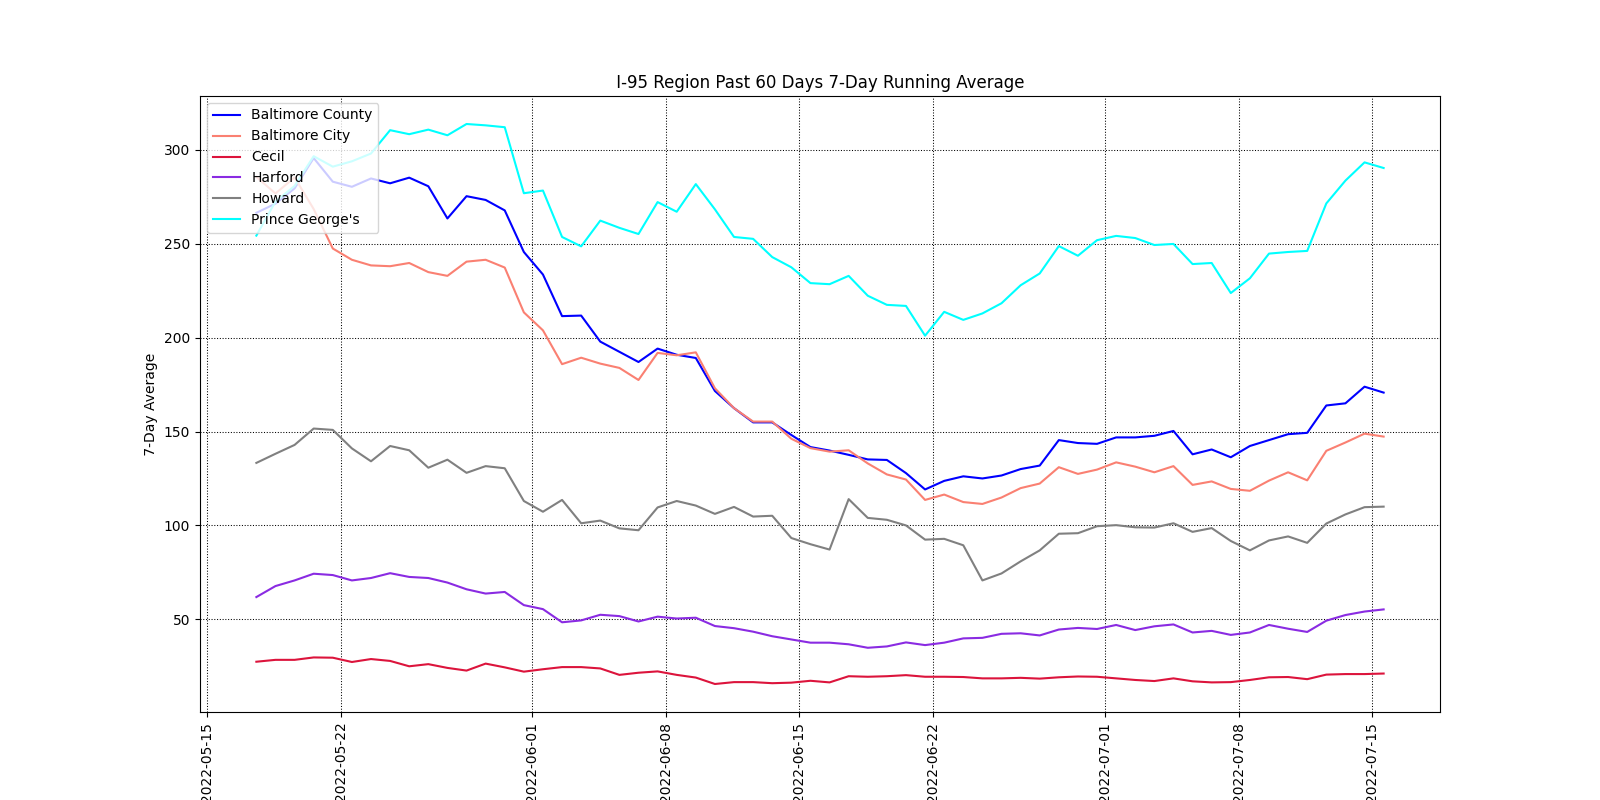 I-95 Region Past 60 Days 7-Day Running Average
Baltimore County
Baltimore City
Cecil
Harford
Howard
Prince George's
300
250
200
150
100
50
7-Day Average
2022-05-15
2022-05-22
2022-06-01
2022-06-08
2022-06-15
2022-06-22
2022-07-01
2022-07-08
2022-07-15